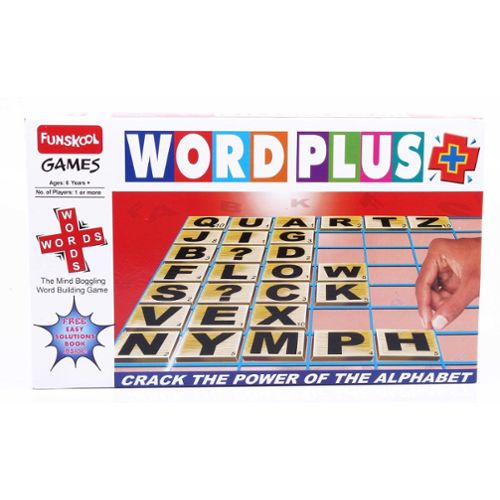 FUNSKOOL
GAMES
Ages: 6 Years +
No. of Players: 1 or more
WORD PLUS +
WORDS
WORDS
The Mind Boggling
Word Building Game
FREE
EASY
SOLUTIONS
BOOK
INSIDE
QUARTZ
JIG
B?D
FLOW
S?CK
VEX
NYMPH
CRACK THE POWER OF THE ALPHABET